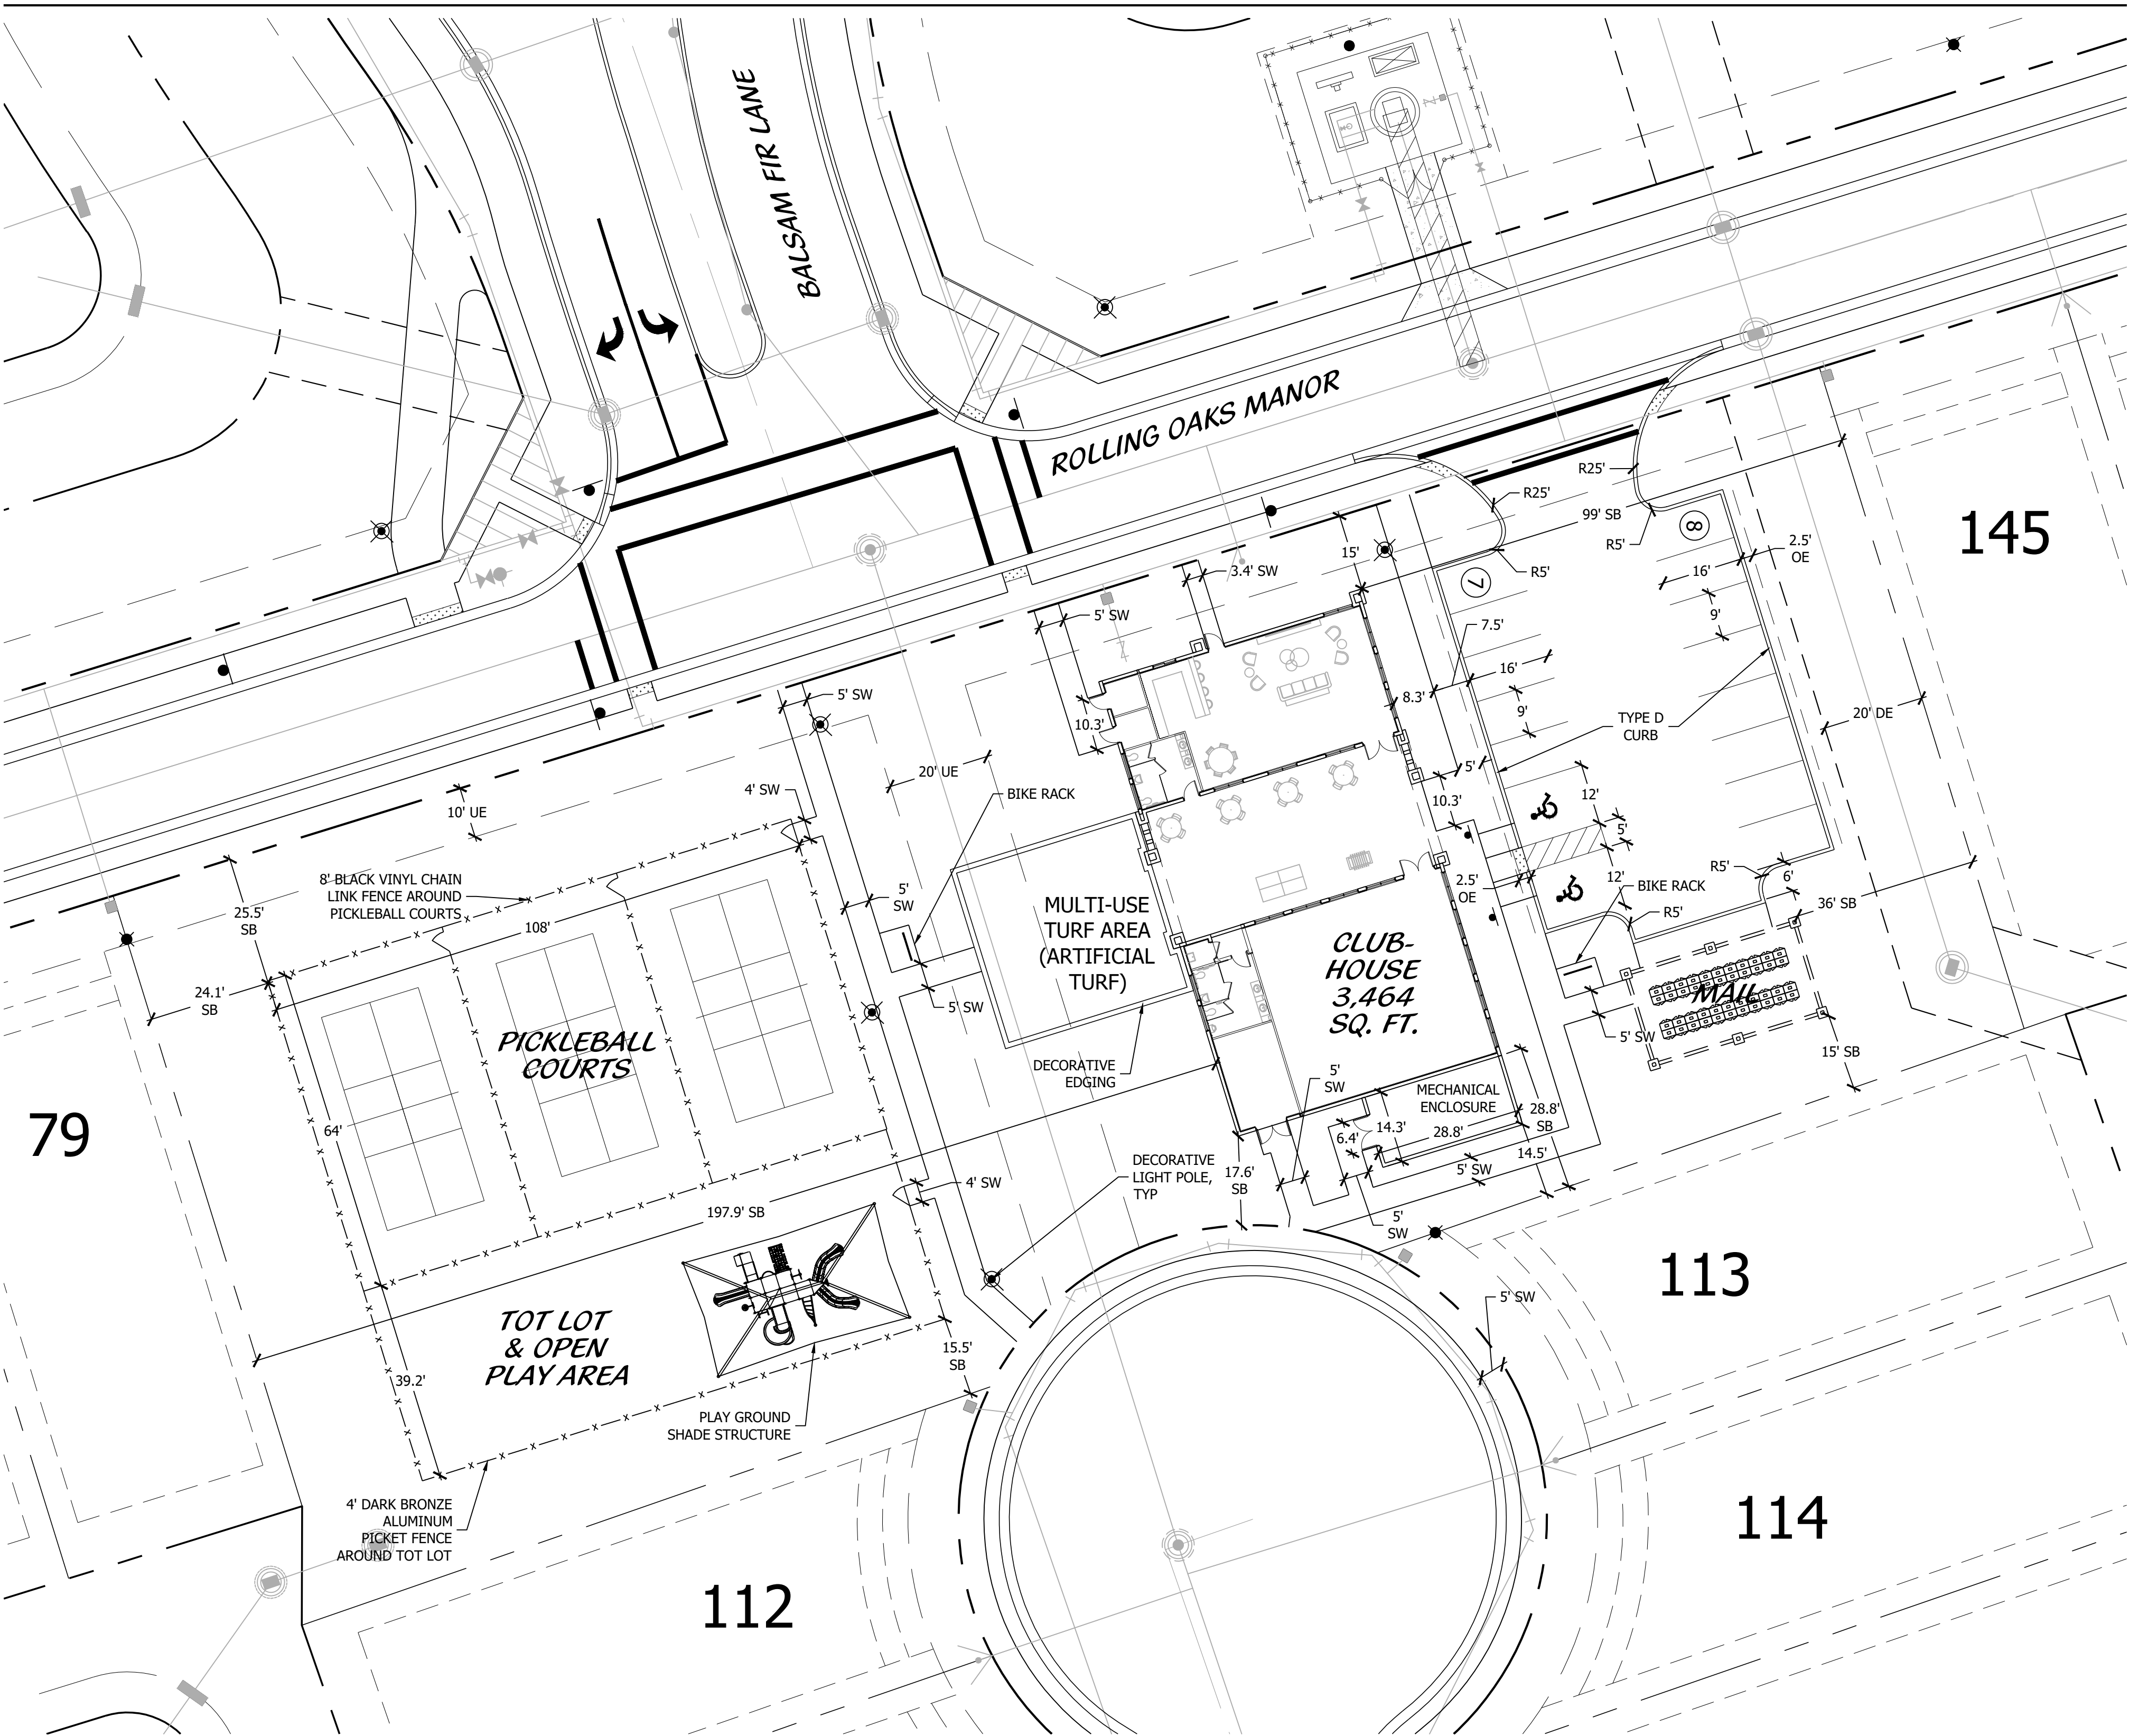 BALSAM FIR LANE
ROLLING OAKS MANOR
R25'
R25'
99' SB
R5'
8
145
2.5'
OE
15'
3.4' SW
R5'
7
16'
9'
5' SW
7.5'
16'
8.3'
9'
5' SW
10.3'
TYPE D
CURB
20' DE
20' UE
BIKE RACK
4' SW
10' UE
5'
10.3'
12'
5'
8' BLACK VINYL CHAIN
LINK FENCE AROUND
PICKLEBALL COURTS
25.5'
SB
108'
5'
SW
MULTI-USE
TURF AREA
(ARTIFICIAL
TURF)
2.5'
OE
12'
R5'
BIKE RACK
6'
R5'
36' SB
CLUB-
HOUSE
3,464
SQ. FT.
24.1'
SB
5' SW
MAIL
5' SW
15' SB
PICKLEBALL
COURTS
DECORATIVE
EDGING
5'
SW
MECHANICAL
ENCLOSURE
28.8'
SB
79
64'
6.4'
14.3'
28.8'
14.5'
5' SW
DECORATIVE
LIGHT POLE,
TYP
17.6'
SB
4' SW
197.9' SB
5'
SW
113
5' SW
TOT LOT
& OPEN
PLAY AREA
15.5'
SB
39.2'
PLAY GROUND
SHADE STRUCTURE
4' DARK BRONZE
ALUMINUM
PICKET FENCE
AROUND TOT LOT
114
112